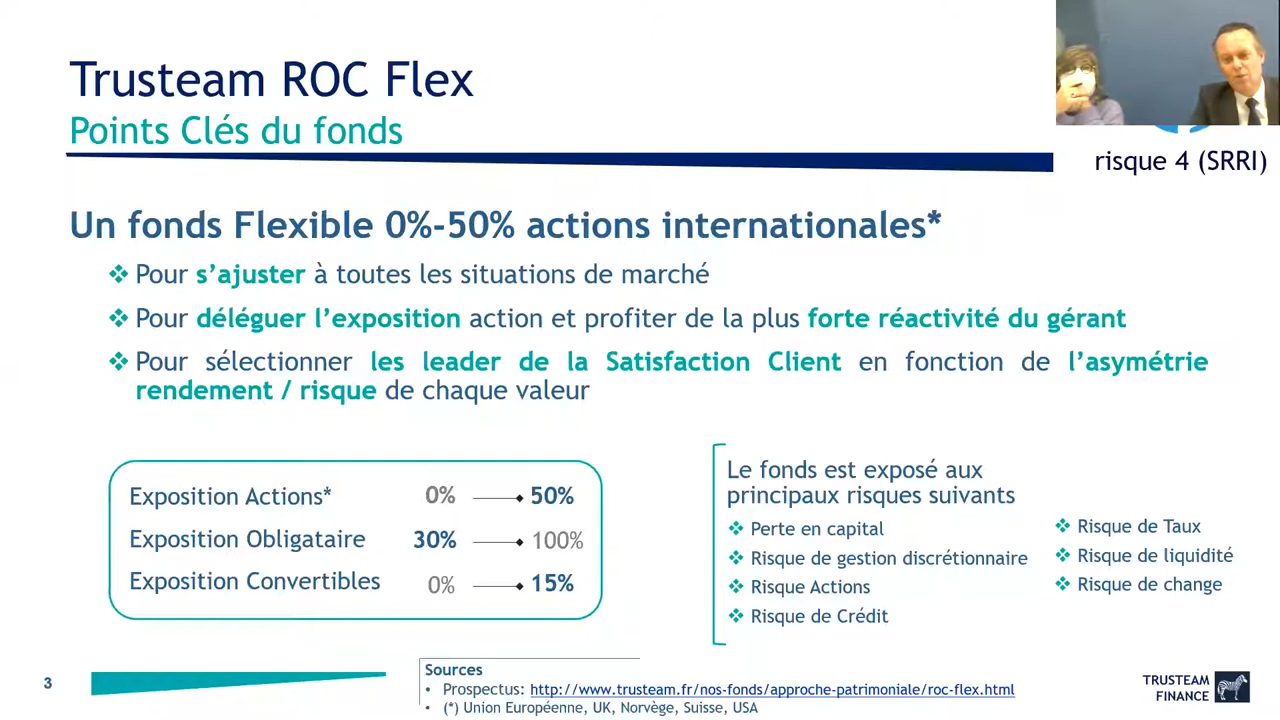 Trusteam ROC Flex
Points Clés du fonds
risque 4 (SRRI)
Un fonds Flexible 0%-50% actions internationales*
❖ Pour s’ajuster à toutes les situations de marché
❖ Pour déléguer l’exposition action et profiter de la plus forte réactivité du gérant
❖ Pour sélectionner les leader de la Satisfaction Client en fonction de l’asymétrie
rendement / risque de chaque valeur
Exposition Actions* 0% 50%
Exposition Obligataire 30% 100%
Exposition Convertibles 0% 15%
Le fonds est exposé aux
principaux risques suivants
❖ Perte en capital
❖ Risque de gestion discrétionnaire
❖ Risque Actions
❖ Risque de Crédit
❖ Risque de Taux
❖ Risque de liquidité
❖ Risque de change
3
Sources
• Prospectus: http://www.trusteam.fr/nos-fonds/approche-patrimoniale/roc-flex.html
• (*) Union Européenne, UK, Norvège, Suisse, USA
TRUSTEAM
FINANCE